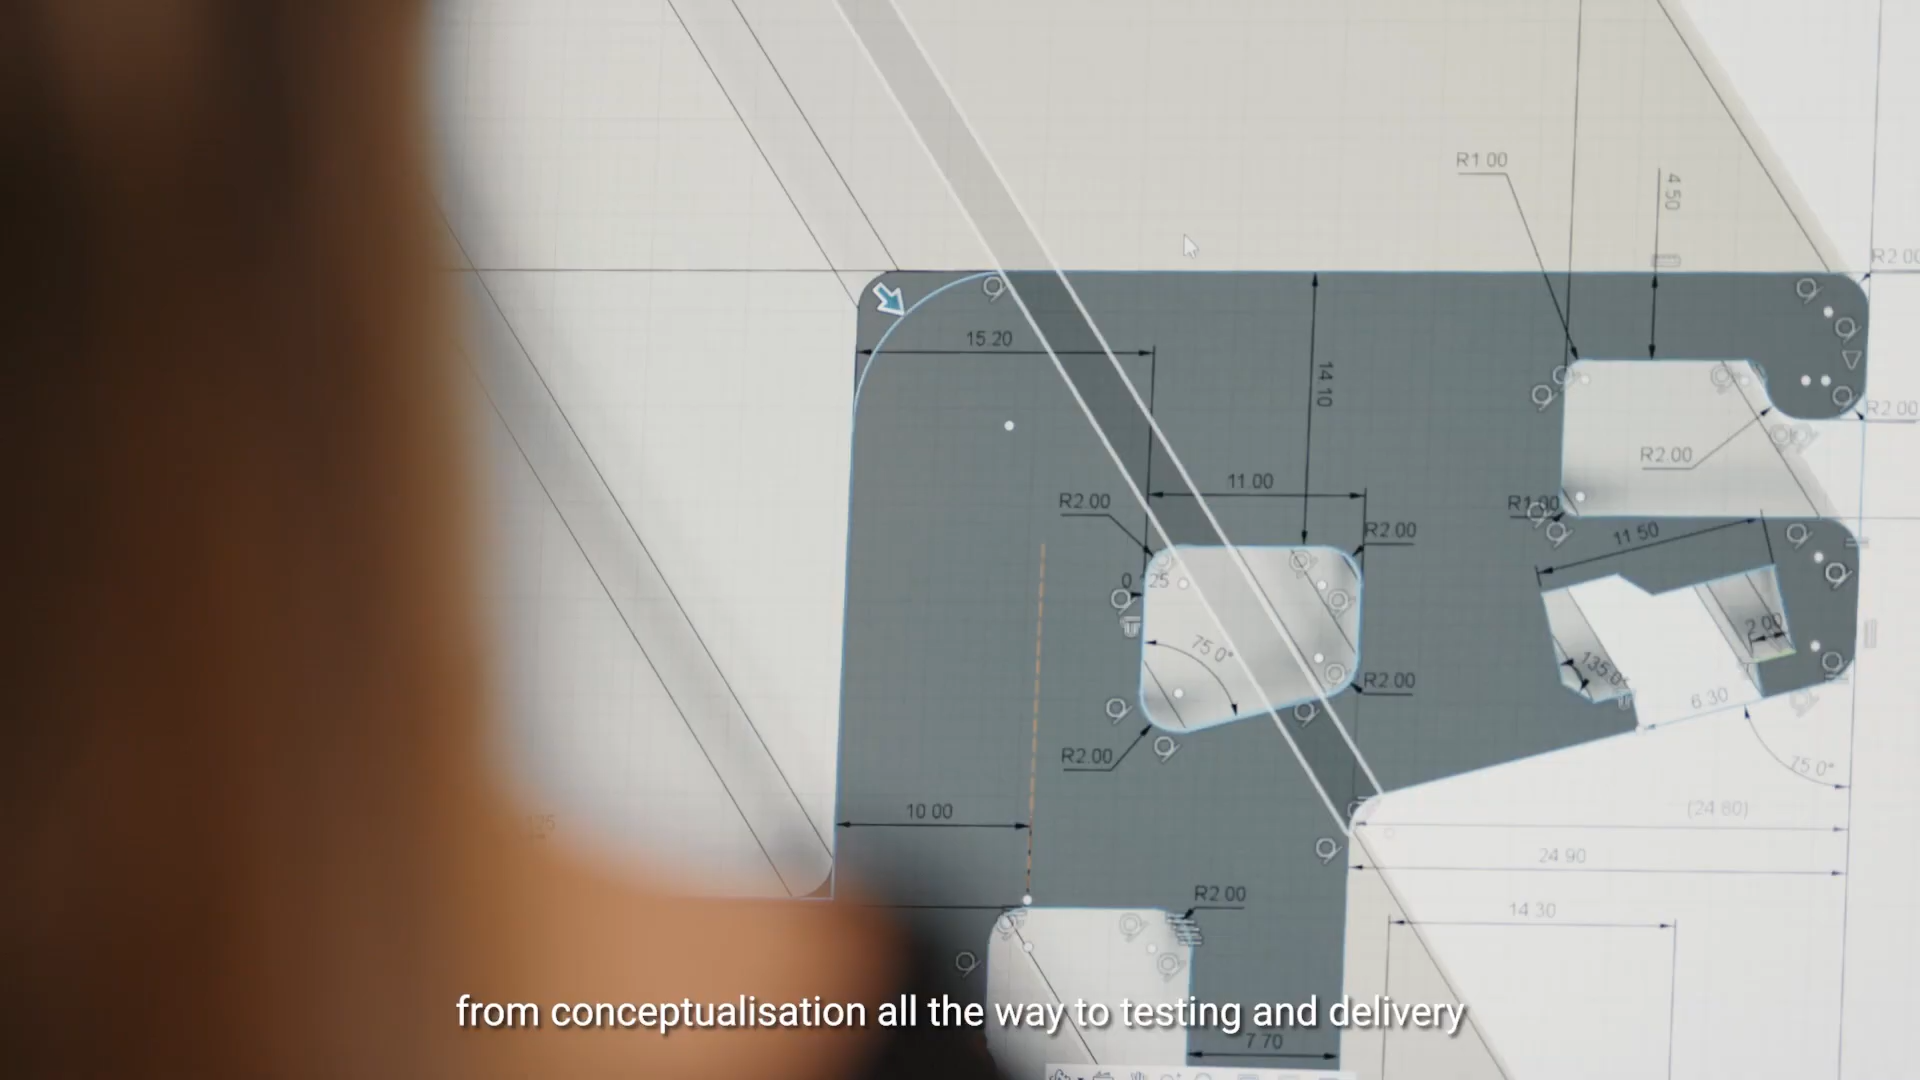 R1 00
4 50
R2 00
15.20
14 10
R2 00
R2.00
11.00
R2.00
R1 00
R2.00
11 50
0
25
75 0°
2 00
135.0°
R2 00
6 30
R2 00
75 0°
10 00
(24 80)
24 90
R2 00
14 30
from conceptualisation all the way to testing and delivery
7 70